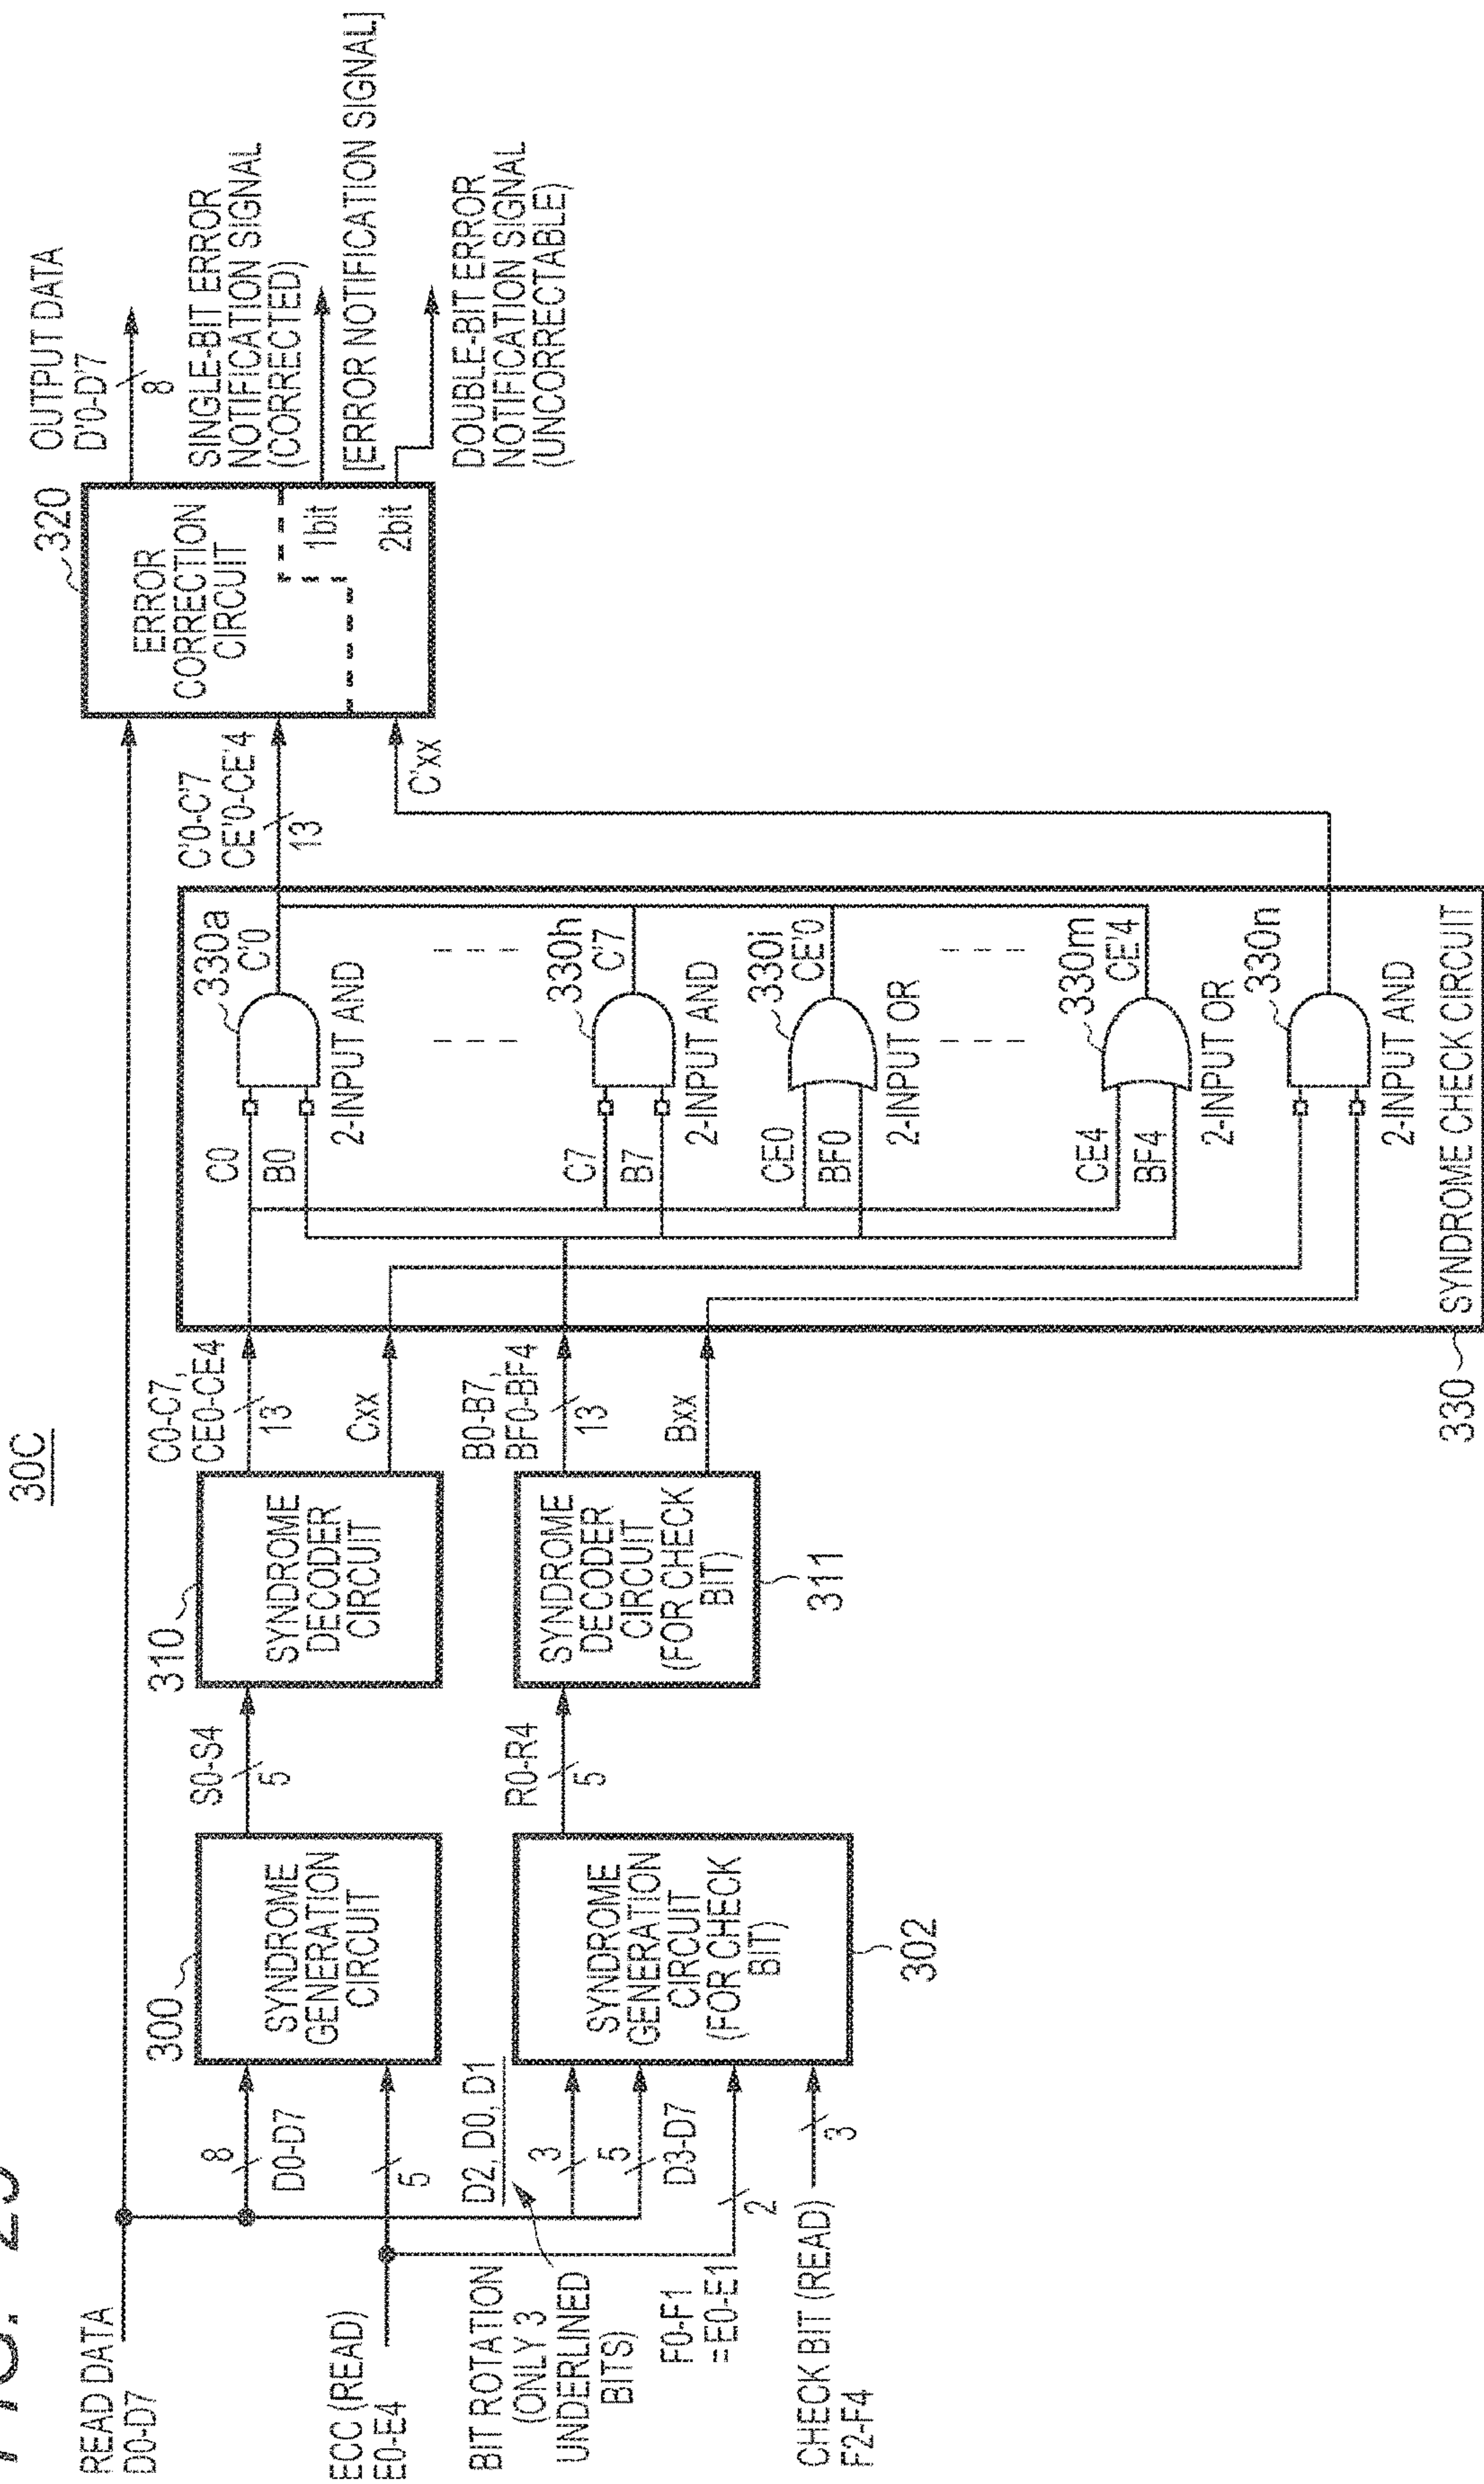 30C
READ DATA
D0-D7
ECC (READ)
E0-E4
BIT ROTATION
(ONLY 3
UNDERLINED
BITS)
F0-F1
=E0-E1
CHECK BIT (READ)
F2-F4
8
D0-D7
5
D2, D0, D1
3
5
D3-D7
2
3
300
SYNDROME
GENERATION
CIRCUIT
SYNDROME
GENERATION
CIRCUIT
(FOR CHECK
BIT)
302
S0-S4
5
R0-R4
5
310
SYNDROME
DECODER
CIRCUIT
SYNDROME
DECODER
CIRCUIT
(FOR CHECK
BIT)
311
C0-C7,
CE0-CE4
13
Cxx
B0-B7,
BF0-BF4
13
Bxx
330
C0
B0
330a
C'0
2-INPUT AND
C7
B7
330h
C'7
2-INPUT AND
CE0
BF0
330i
CE'0
2-INPUT OR
CE4
BF4
330m
CE'4
2-INPUT OR
330n
2-INPUT AND
SYNDROME CHECK CIRCUIT
C'0-C'7
CE'0-CE'4
13
C'xx
320
ERROR
CORRECTION
CIRCUIT
1bit
2bit
OUTPUT DATA
D'0-D'7
8
SINGLE-BIT ERROR
NOTIFICATION SIGNAL
(CORRECTED)
[ERROR NOTIFICATION SIGNAL]
DOUBLE-BIT ERROR
NOTIFICATION SIGNAL
(UNCORRECTABLE)